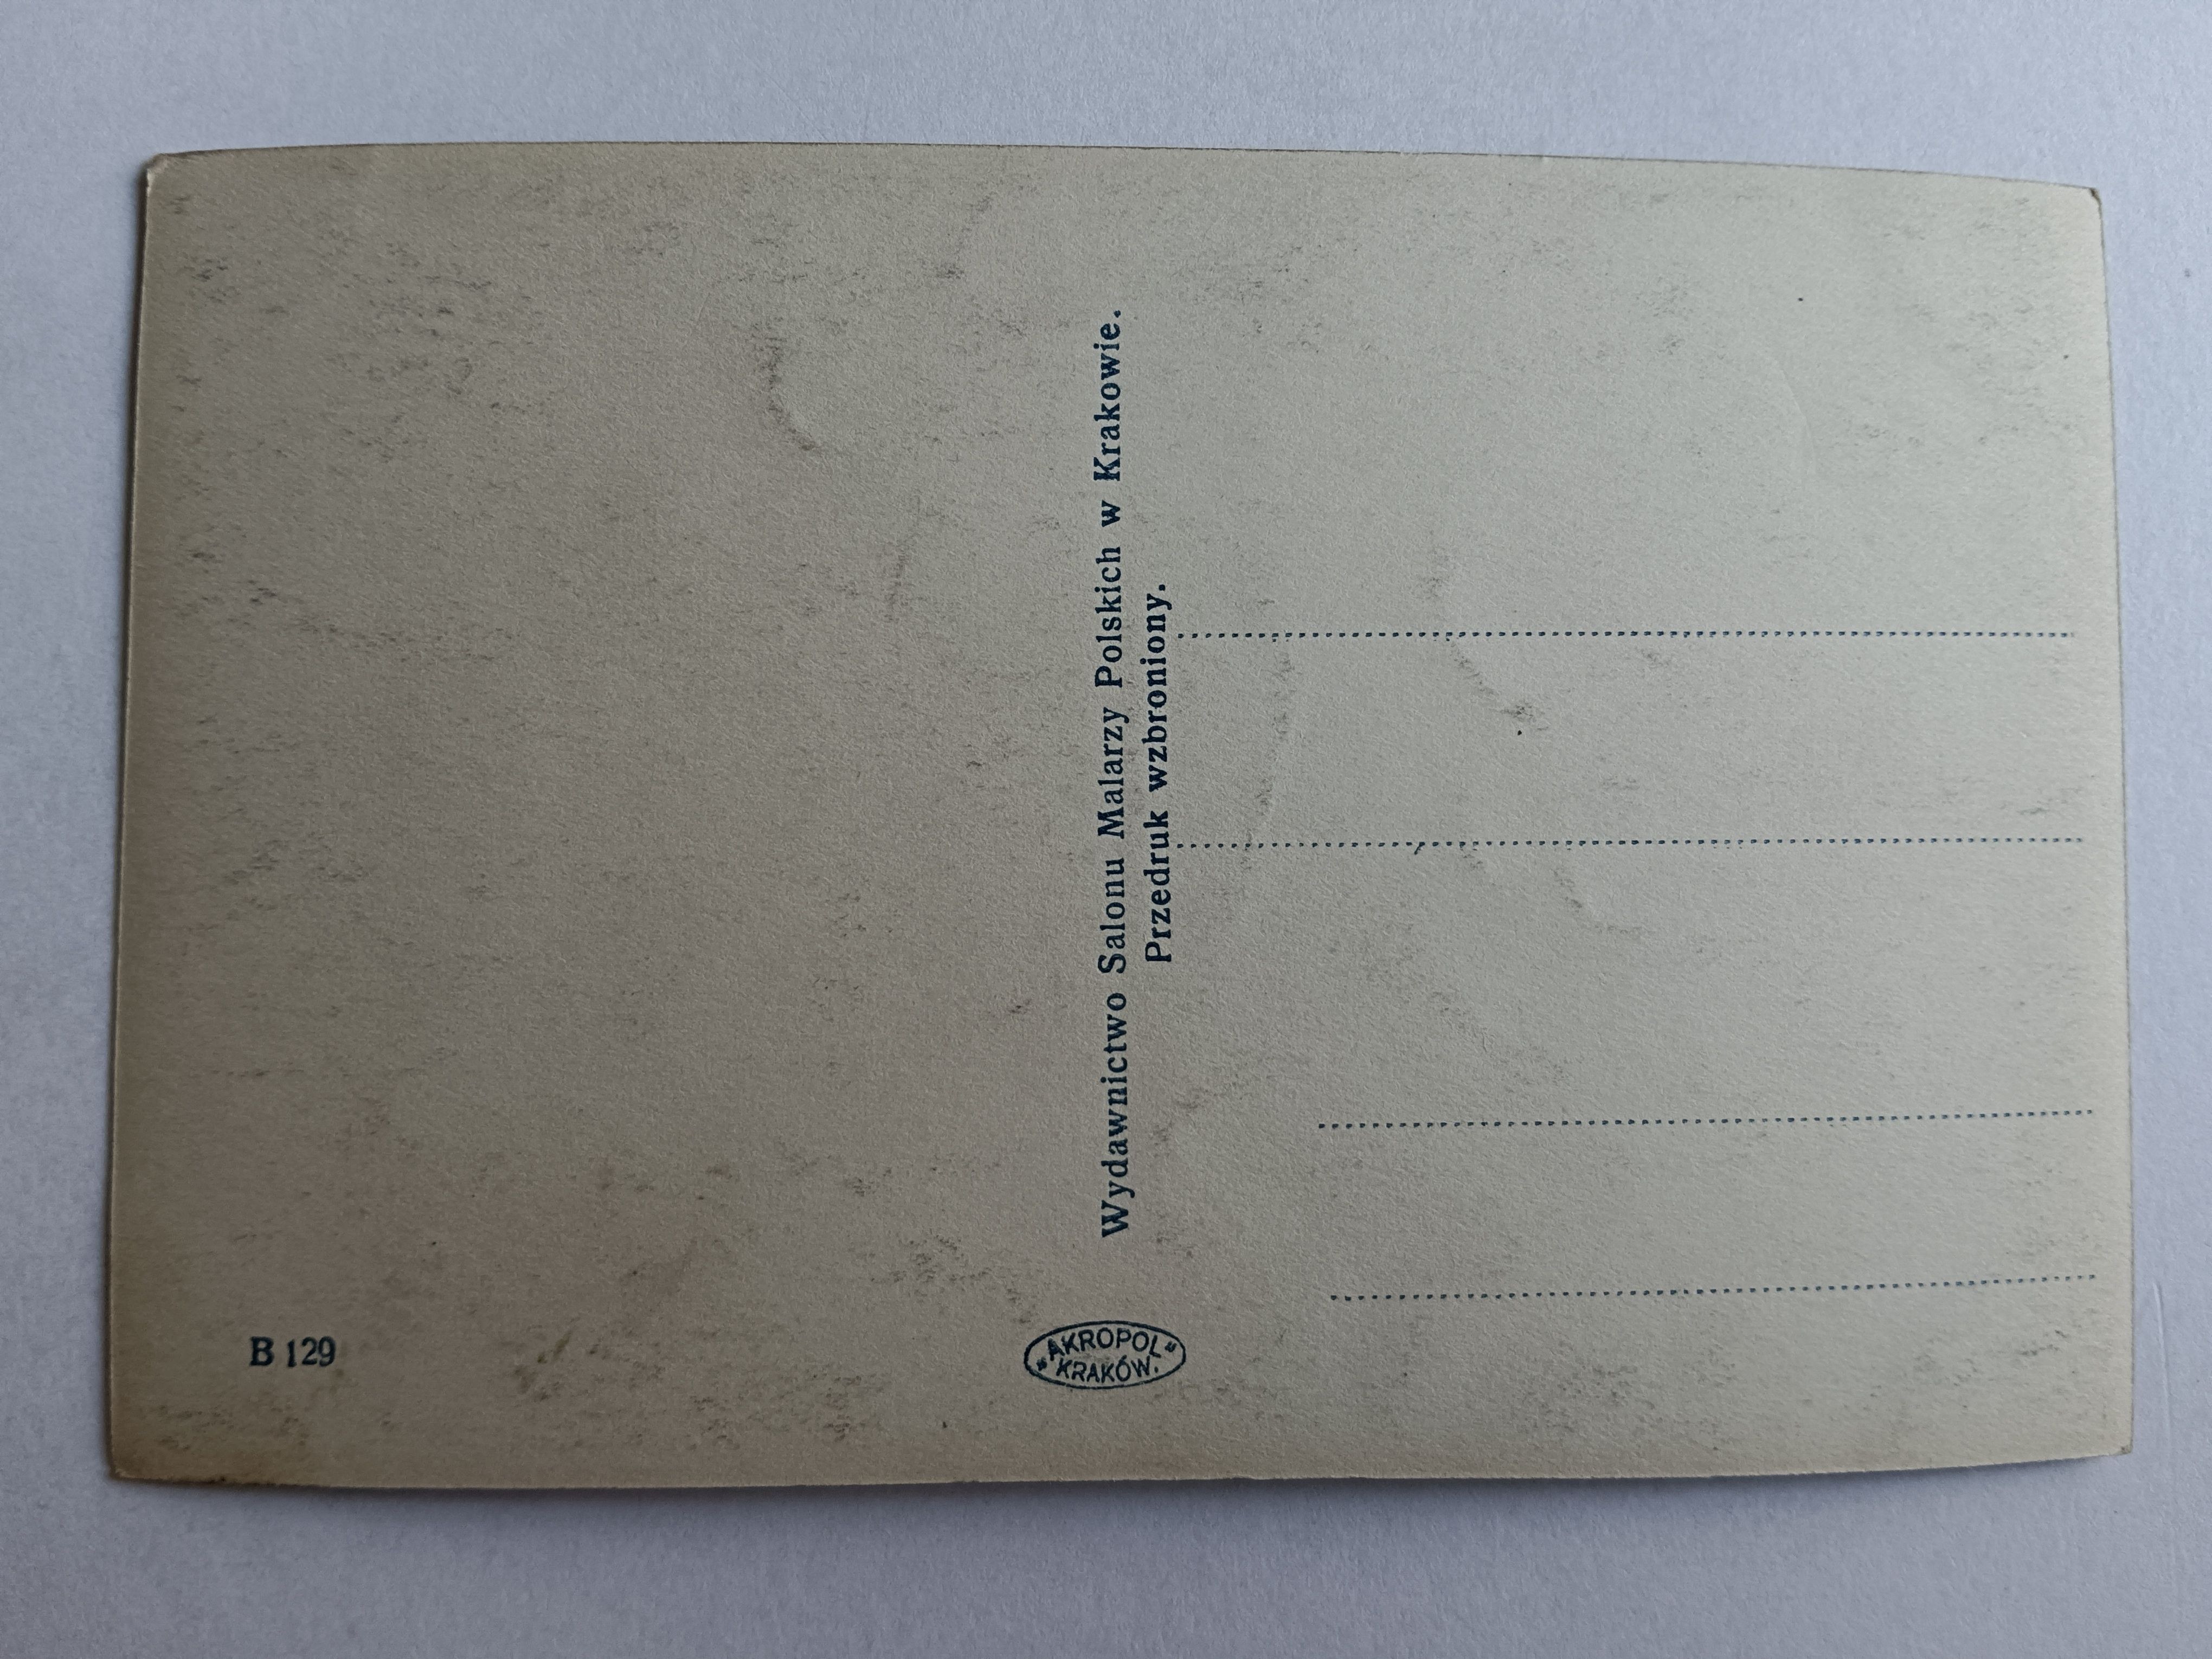 Wydawnictwo Salonu Malarzy Polskich w Krakowie.
Przedruk wzbroniony.
B 129
"AKROPOL"
KRAKÓW.